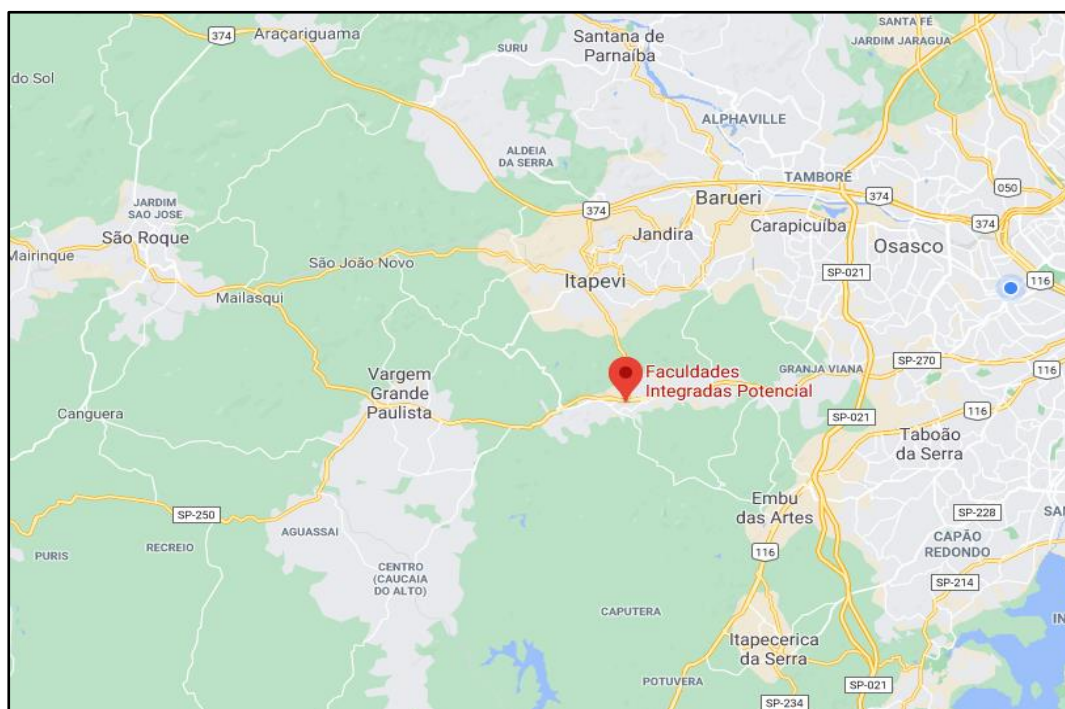 374
Araçariguama
do Sol
SURU
Santana de
Parnaíba
SANTA FÉ
JARDIM JARAGUA
374
ALPHAVILLE
ALDEIA
DA SERRA
TAMBORÉ
JARDIM
SAO JOSE
São Roque
Mairinque
374
Barueri
374
050
374
Jandira
Carapicuíba
Osasco
São João Novo
Mailasqui
Itapevi
SP-021
116
Faculdades
Integradas Potencial
GRANJA VIANA
SP-270
116
Vargem
Grande
Paulista
Canguera
SP-021
116
Taboão
da Serra
SP-250
AGUASSAI
PURIS
RECREIO
Embu
das Artes
SP-228
SAN
116
CAPÃO
REDONDO
CENTRO
(CAUCAIA
DO ALTO)
SP-214
CAPUTERA
IN
Itapecerica
da Serra
POTUVERA
SP-021
SP-234